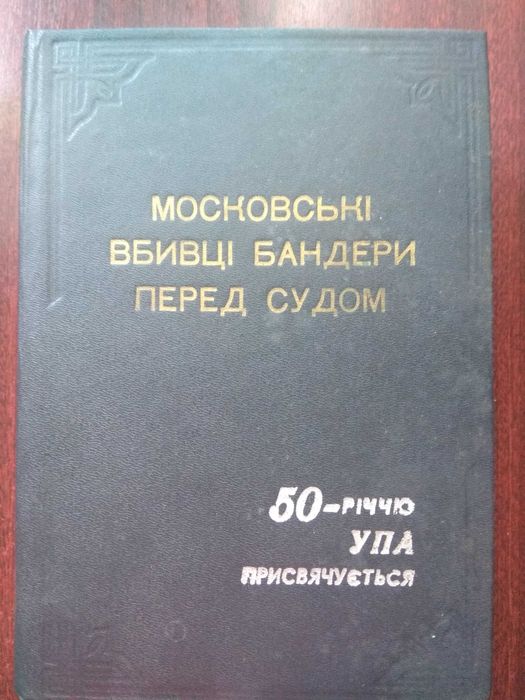 МОСКОВСЬКІ
ВБИВЦІ БАНДЕРИ
ПЕРЕД СУДОМ
50-РІЧЧЮ
УПА
ПРИСВЯЧУЄТЬСЯ